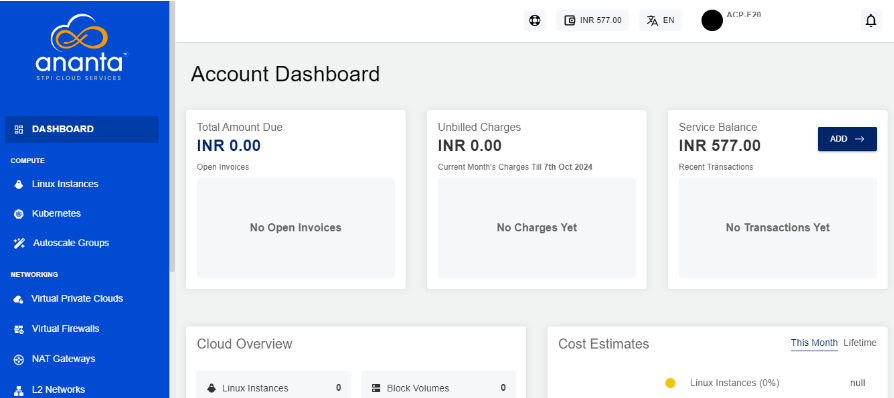 ananta
STPI CLOUD SERVICES
INR 577.00
EN
ACP-E20
Account Dashboard
DASHBOARD
COMPUTE
Linux Instances
Kubernetes
Autoscale Groups
NETWORKING
Virtual Private Clouds
Virtual Firewalls
NAT Gateways
L2 Networks
Total Amount Due
INR 0.00
Open Invoices
No Open Invoices
Unbilled Charges
INR 0.00
Current Month's Charges Till 7th Oct 2024
No Charges Yet
Service Balance
INR 577.00
ADD
Recent Transactions
No Transactions Yet
Cloud Overview
Linux Instances 0
Block Volumes 0
Cost Estimates
This Month Lifetime
Linux Instances (0%) null